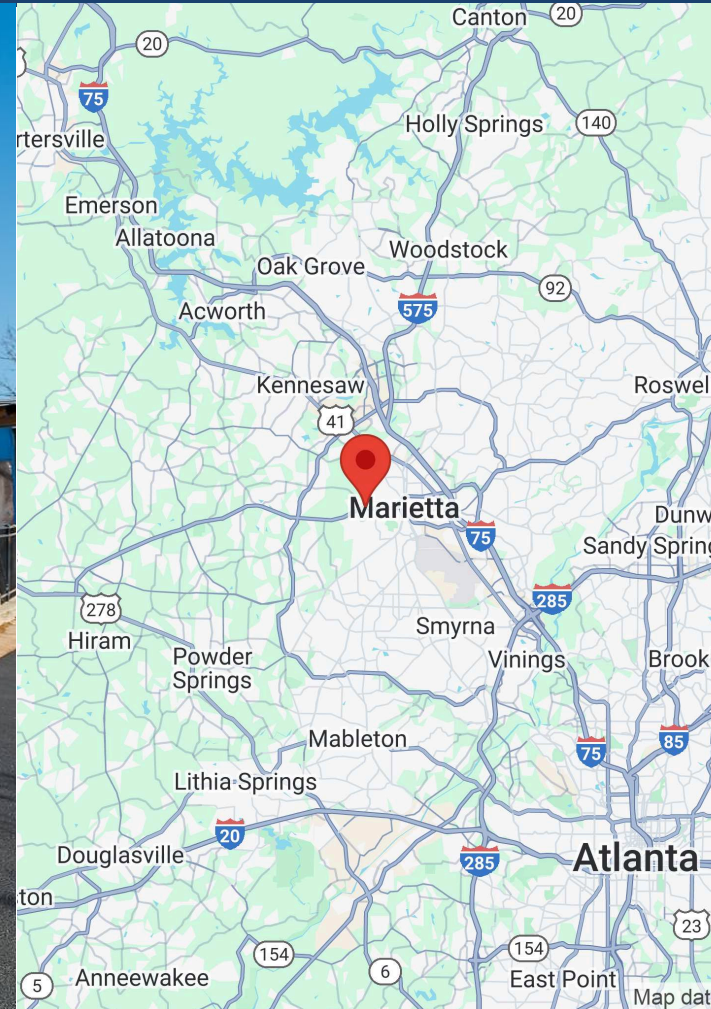 Canton
20
20
75
rtersville
Holly Springs
140
Emerson
Allatoona
Woodstock
Oak Grove
92
575
Acworth
Kennesaw
Roswel
41
Marietta
75
Dunw
Sandy Spring
285
278
Hiram
Smyrna
Powder
Springs
Vinings
Brook
Mableton
75
85
Lithia Springs
20
Douglasville
285
Atlanta
ton
23
154
154
6
5
Anneewakee
East Point
Map dat